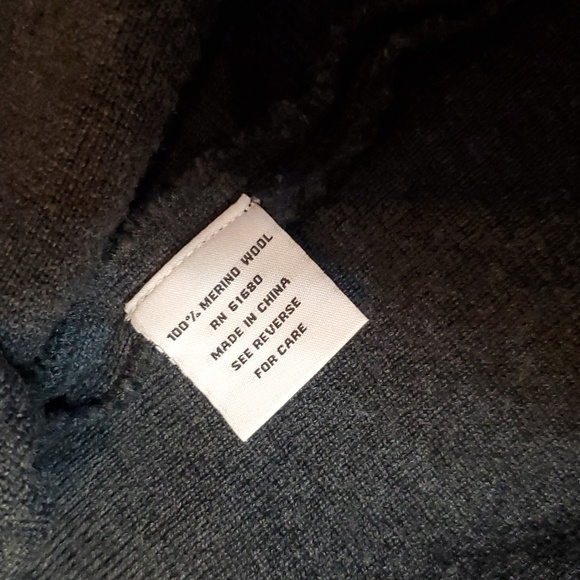 100% MERINO WOOL
RN 61680
MADE IN CHINA
SEE REVERSE
FOR CARE